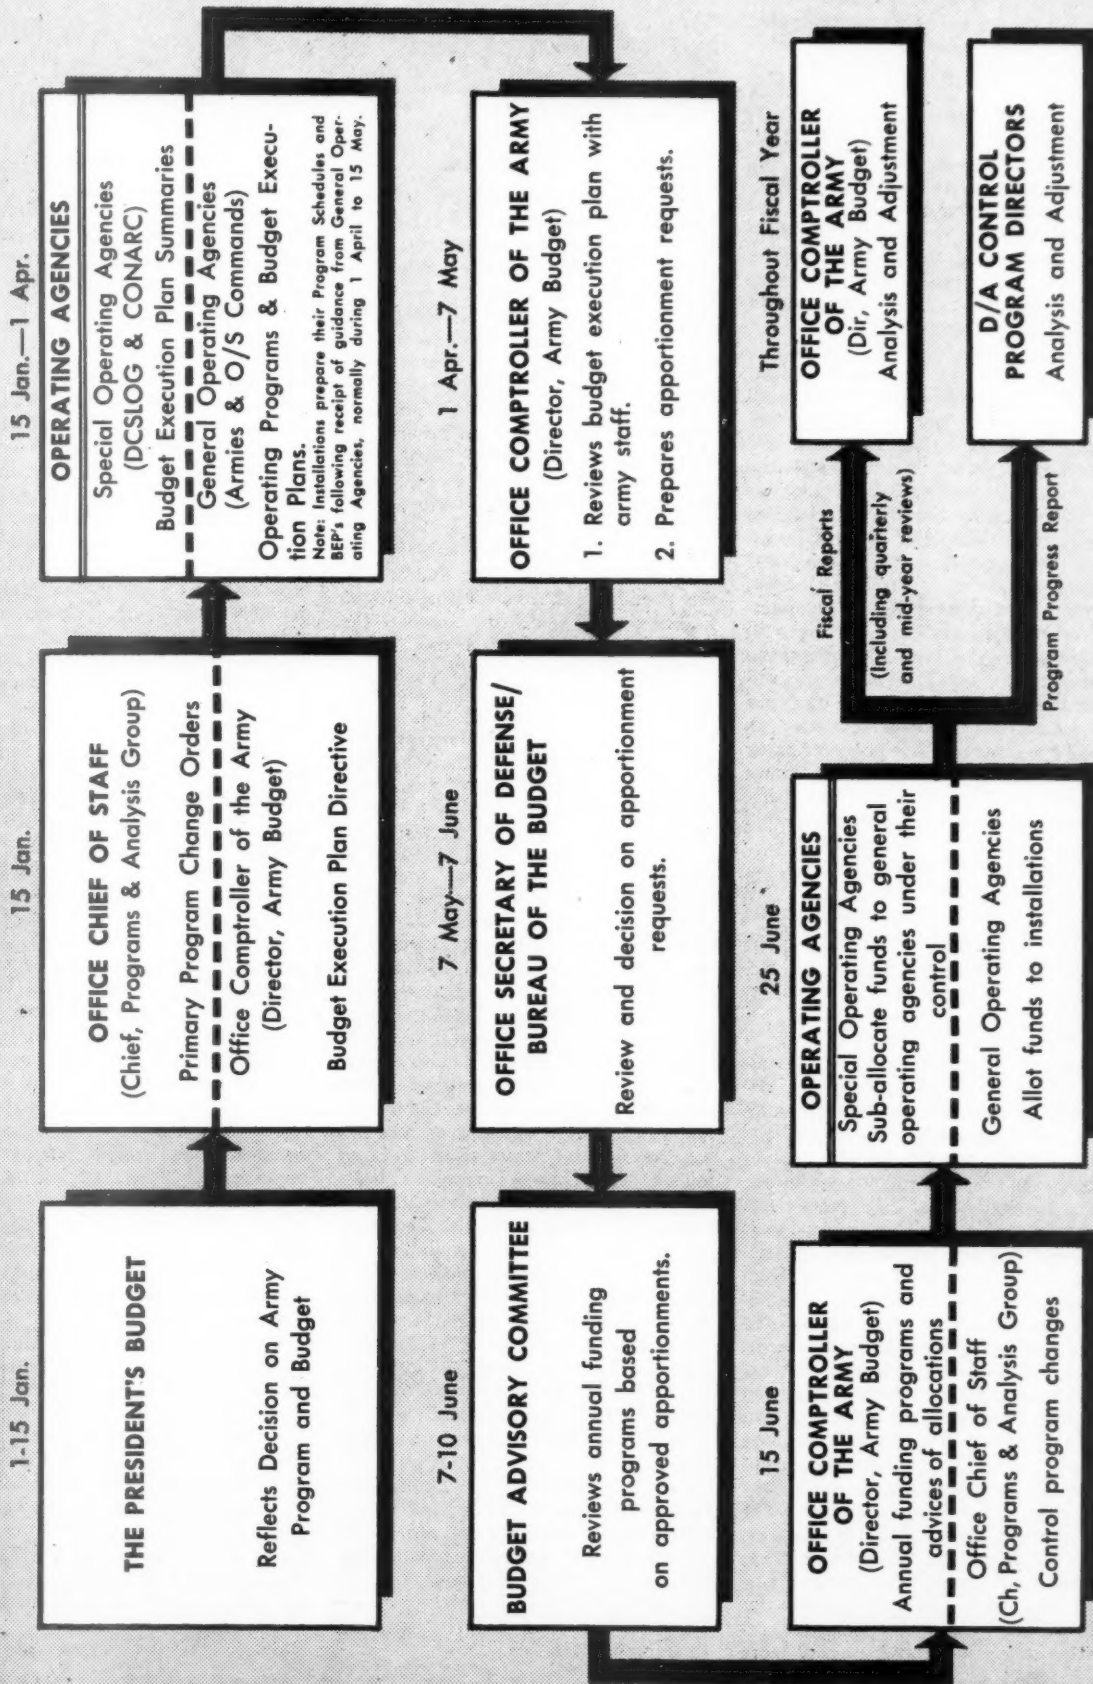 1-15 Jan.
THE PRESIDENT'S BUDGET
Reflects Decision on Army
Program and Budget
15 Jan.
OFFICE CHIEF OF STAFF
(Chief, Programs & Analysis Group)
Primary Program Change Orders
Office Comptroller of the Army
(Director, Army Budget)
Budget Execution Plan Directive
15 Jan.—1 Apr.
OPERATING AGENCIES
Special Operating Agencies
(DCSLOG & CONARC)
Budget Execution Plan Summaries
General Operating Agencies
(Armies & O/S Commands)
Operating Programs & Budget Execu-
tion Plans.
Note: Installations prepare their Program Schedules and
BEP's following receipt of guidance from General Oper-
ating Agencies, normally during 1 April to 15 May.
1 Apr.—7 May
OFFICE COMPTROLLER OF THE ARMY
(Director, Army Budget)
1. Reviews budget execution plan with
army staff.
2. Prepares apportionment requests.
7 May—7 June
OFFICE SECRETARY OF DEFENSE/
BUREAU OF THE BUDGET
Review and decision on apportionment
requests.
7-10 June
BUDGET ADVISORY COMMITTEE
Reviews annual funding
programs based
on approved apportionments.
15 June
OFFICE COMPTROLLER
OF THE ARMY
(Director, Army Budget)
Annual funding programs and
advices of allocations
Office Chief of Staff
(Ch, Programs & Analysis Group)
Control program changes
25 June
OPERATING AGENCIES
Special Operating Agencies
Sub-allocate funds to general
operating agencies under their
control
General Operating Agencies
Allot funds to installations
Fiscal Reports
(Including quarterly
and mid-year reviews)
Program Progress Report
Throughout Fiscal Year
OFFICE COMPTROLLER
OF THE ARMY
(Dir, Army Budget)
Analysis and Adjustment
D/A CONTROL
PROGRAM DIRECTORS
Analysis and Adjustment